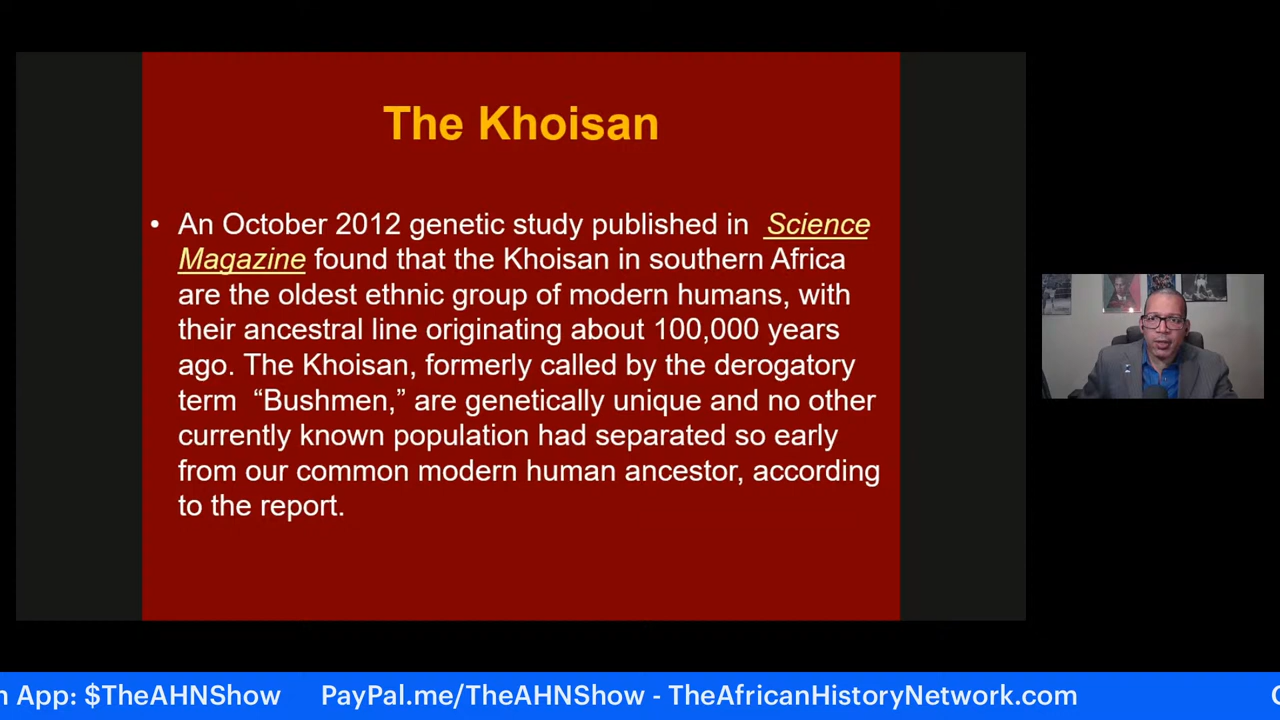 The Khoisan
• An October 2012 genetic study published in Science
Magazine found that the Khoisan in southern Africa
are the oldest ethnic group of modern humans, with
their ancestral line originating about 100,000 years
ago. The Khoisan, formerly called by the derogatory
term “Bushmen,” are genetically unique and no other
currently known population had separated so early
from our common modern human ancestor, according
to the report.
App: $TheAHNShow PayPal.me/TheAHNShow - TheAfricanHistoryNetwork.com